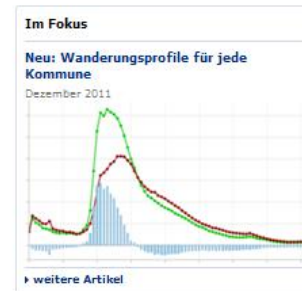 Im Fokus
Neu: Wanderungsprofile für jede
Kommune
Dezember 2011
weitere Artikel